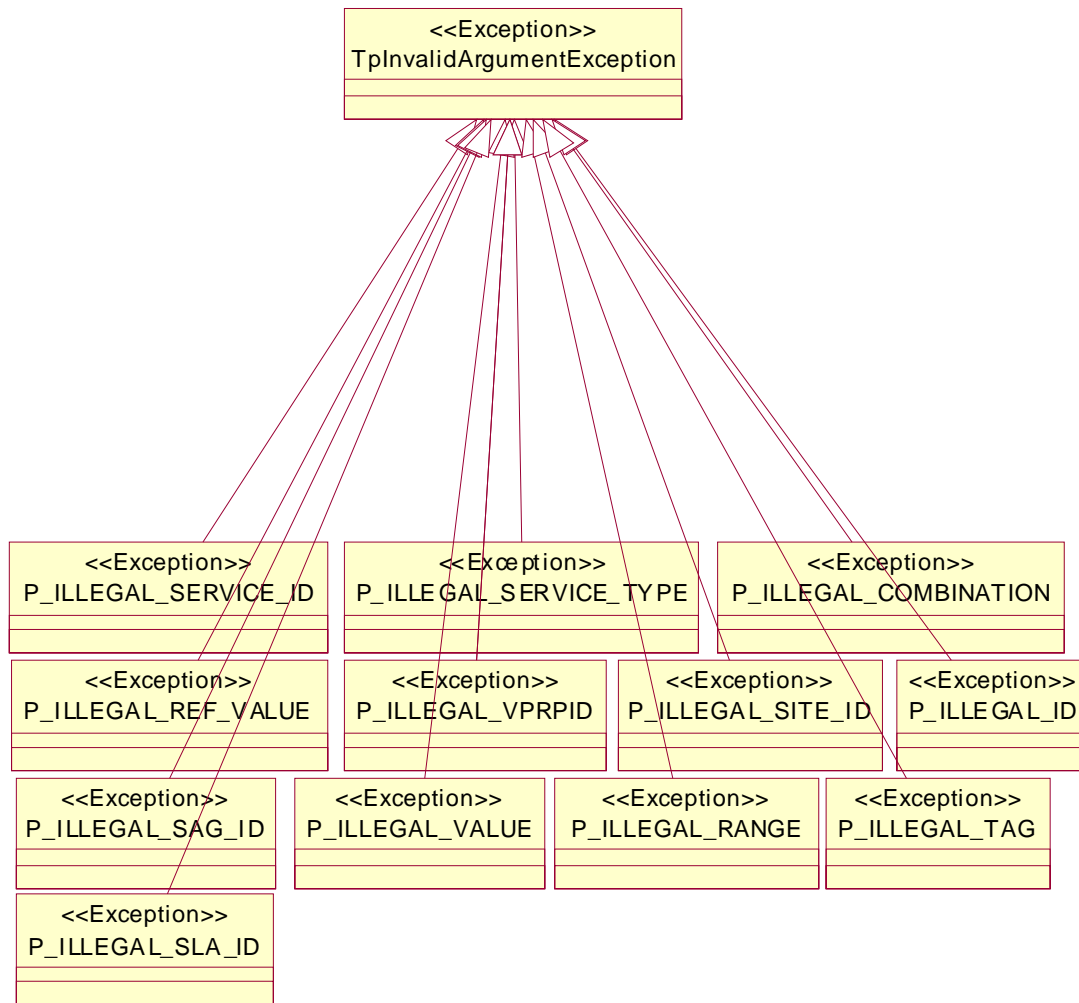 <<Exception>>
TpInvalidArgumentException
<<Exception>>
P_ILLEGAL_SERVICE_ID
<<Exception>>
P_ILLEGAL_SERVICE_TYPE
<<Exception>>
P_ILLEGAL_COMBINATION
<<Exception>>
P_ILLEGAL_REF_VALUE
<<Exception>>
P_ILLEGAL_VPRPID
<<Exception>>
P_ILLEGAL_SITE_ID
<<Exception>>
P_ILLEGAL_ID
<<Exception>>
P_ILLEGAL_SAG_ID
<<Exception>>
P_ILLEGAL_VALUE
<<Exception>>
P_ILLEGAL_RANGE
<<Exception>>
P_ILLEGAL_TAG
<<Exception>>
P_ILLEGAL_SLA_ID